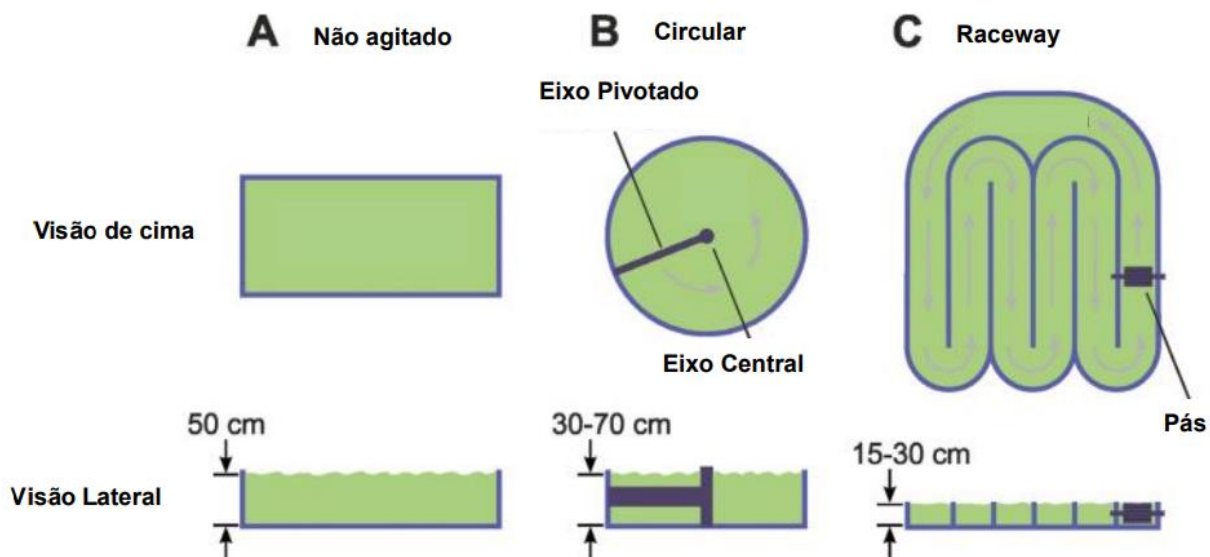 A Não agitado
B Circular
C Raceway
Eixo Pivotado
Visão de cima
Eixo Central
Pás
50 cm
30-70 cm
15-30 cm
Visão Lateral